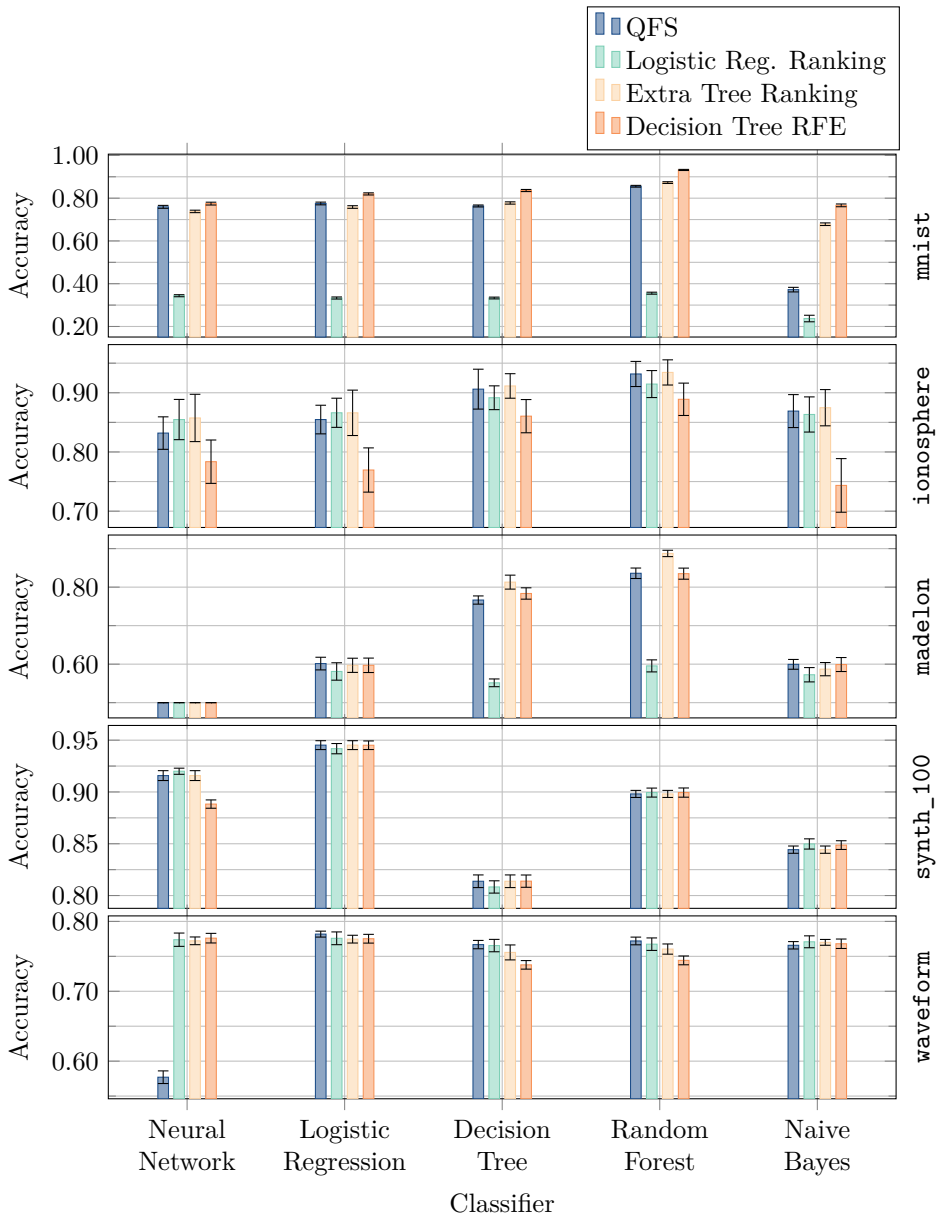 QFS
Logistic Reg. Ranking
Extra Tree Ranking
Decision Tree RFE
1.00
0.80
0.60
0.40
0.20
Accuracy
mnist
0.90
0.80
0.70
Accuracy
ionosphere
0.80
0.60
Accuracy
madelon
0.95
0.90
0.85
0.80
Accuracy
synth_100
0.80
0.70
0.60
Accuracy
waveform
Neural Network
Logistic Regression
Decision Tree
Random Forest
Naive Bayes
Classifier